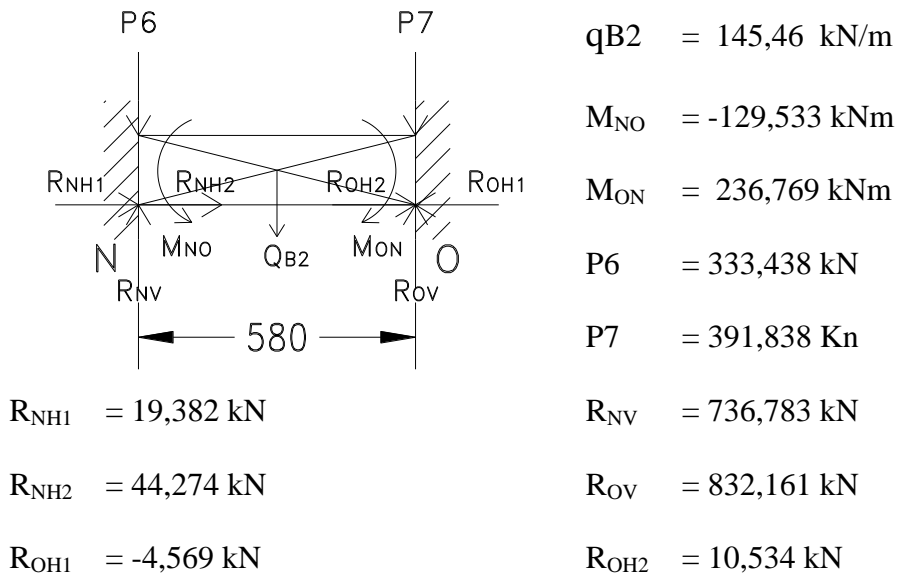 P6 P7
qB2 = 145,46 kN/m
MNO = -129,533 kNm
RNH1 RNH2 ROH2 ROH1
MON = 236,769 kNm
N MNO QB2 MON O
P6 = 333,438 kN
RNV ROV
580
P7 = 391,838 Kn
RNH1 = 19,382 kN
RNV = 736,783 kN
RNH2 = 44,274 kN
ROV = 832,161 kN
ROH1 = -4,569 kN
ROH2 = 10,534 kN